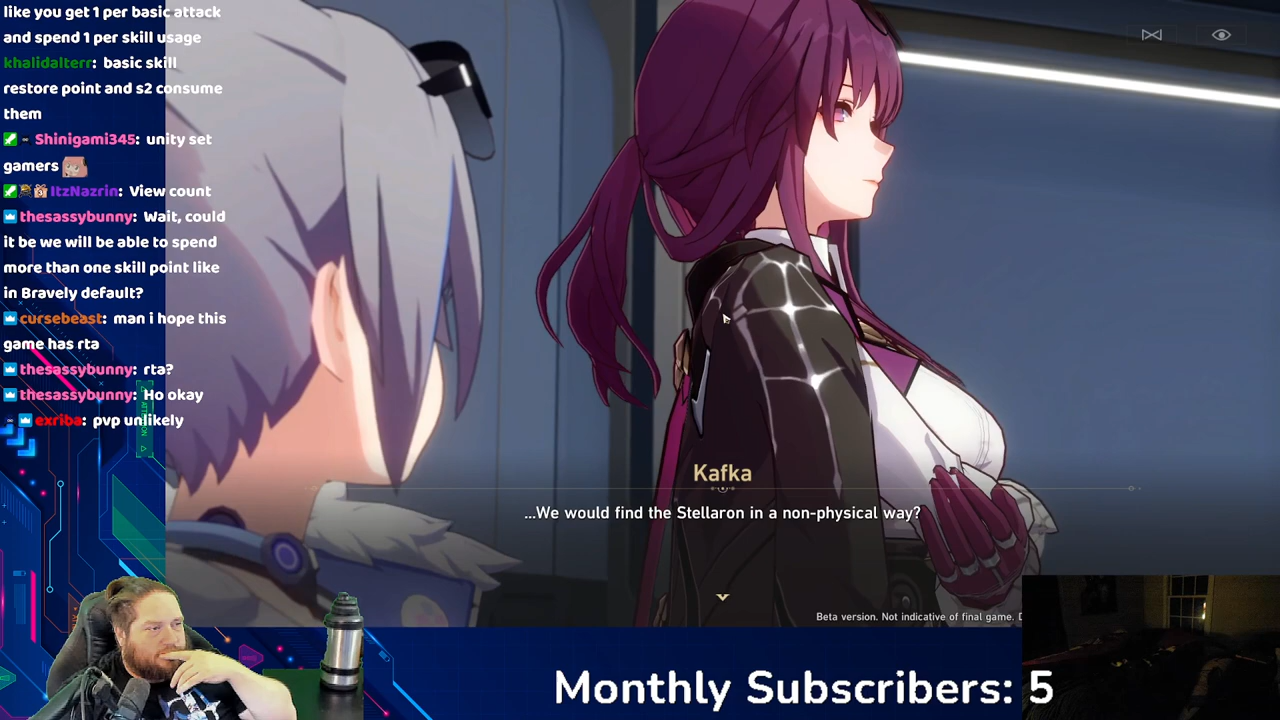 like you get 1 per basic attack
and spend 1 per skill usage
khalidalterr: basic skill
restore point and s2 consume
them
Shinigami345: unity set
gamers
ItzNazrin: View count
thesassybunny: Wait, could
it be we will be able to spend
more than one skill point like
in Bravely default?
cursebeast: man i hope this
game has rta
thesassybunny: rta?
thesassybunny: Ho okay
exriba: pvp unlikely
Kafka
...We would find the Stellaron in a non-physical way?
Beta version. Not indicative of final game. D
Monthly Subscribers: 5